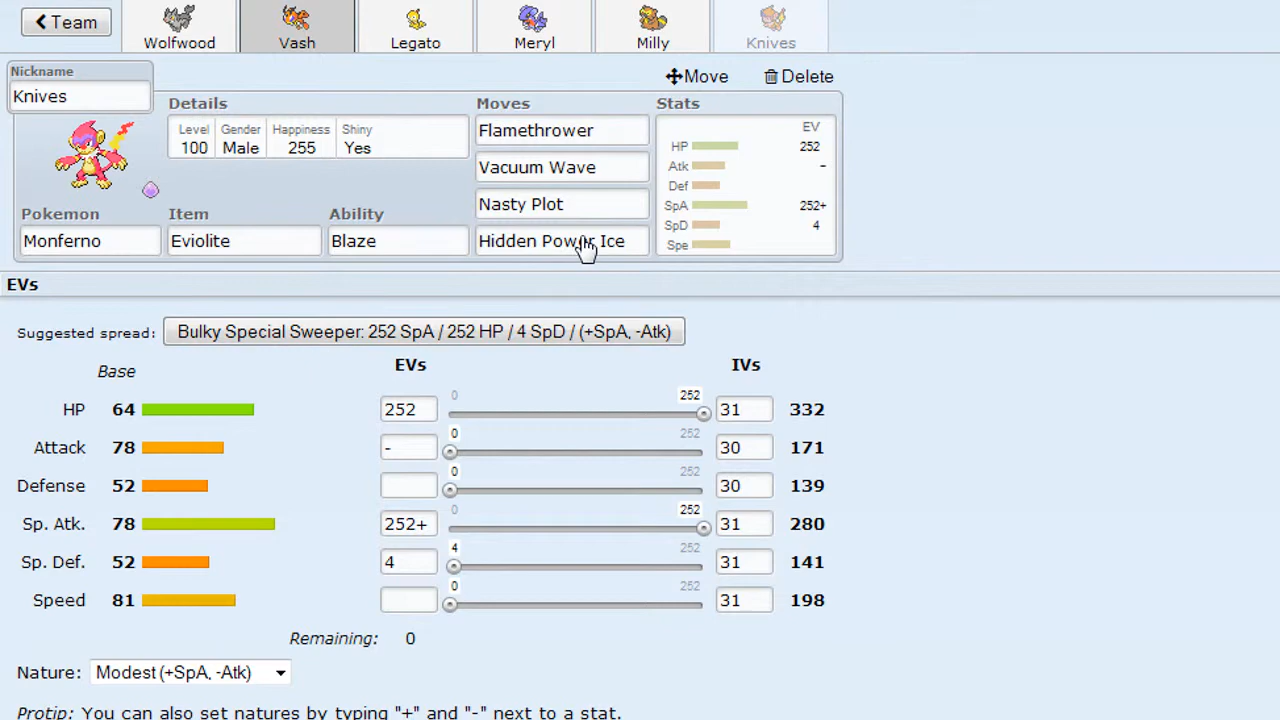 Team
Wolfwood
Vash
Legato
Meryl
Milly
Knives
Nickname
Knives
Move
Delete
Details
Level
100
Gender
Male
Happiness
255
Shiny
Yes
Pokemon
Monferno
Item
Eviolite
Ability
Blaze
Moves
Flamethrower
Vacuum Wave
Nasty Plot
Hidden Power Ice
Stats
EV
HP 252
Atk -
Def
SpA 252+
SpD 4
Spe
EVs
Suggested spread: Bulky Special Sweeper: 252 SpA / 252 HP / 4 SpD / (+SpA, -Atk)
Base EVs IVs
HP 64 252 0 252 31 332
Attack 78 - 0 252 30 171
Defense 52 0 252 30 139
Sp. Atk. 78 252+ 0 252 31 280
Sp. Def. 52 4 4 252 31 141
Speed 81 0 252 31 198
Remaining: 0
Nature: Modest (+SpA, -Atk)
Protip: You can also set natures by typing "+" and "-" next to a stat.